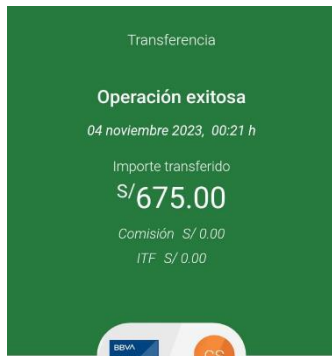 Transferencia
Operación exitosa
04 noviembre 2023, 00:21 h
Importe transferido
S/675.00
Comisión S/ 0.00
ITF S/ 0.00
BBVA
GS